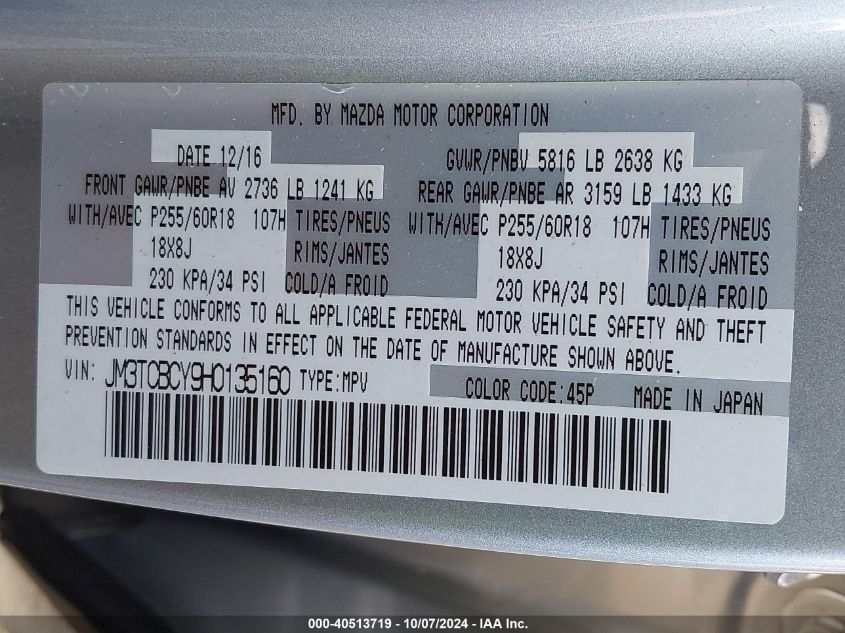 MFD. BY MAZDA MOTOR CORPORATION
DATE 12/16 GVWR/PNBV 5816 LB 2638 KG
FRONT GAWR/PNBE AV 2736 LB 1241 KG REAR GAWR/PNBE AR 3159 LB 1433 KG
WITH/AVEC P255/60R18 107H TIRES/PNEUS WITH/AVEC P255/60R18 107H TIRES/PNEUS
18X8J RIMS/JANTES 18X8J RIMS/JANTES
230 KPA/34 PSI COLD/A FROID 230 KPA/34 PSI COLD/A FROID
THIS VEHICLE CONFORMS TO ALL APPLICABLE FEDERAL MOTOR VEHICLE SAFETY AND THEFT
PREVENTION STANDARDS IN EFFECT ON THE DATE OF MANUFACTURE SHOWN ABOVE.
VIN: JM3TCBCY9H0135160 TYPE:MPV COLOR CODE:45P MADE IN JAPAN
000-40513719 - 10/07/2024 - IAA Inc.